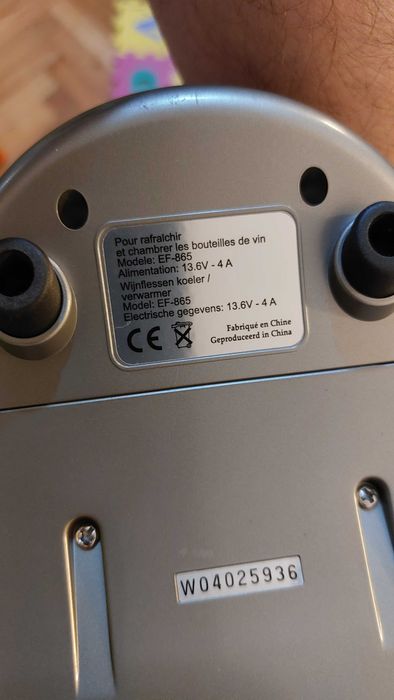 Pour rafraîchir
et chambrer les bouteilles de vin
Modele: EF-865
Alimentation: 13.6V - 4 A
Wijnflessen koeler /
verwarmer
Model: EF-865
Electrische gegevens: 13.6V - 4 A
CE
Fabriqué en Chine
Geproduceerd in China
W04025936